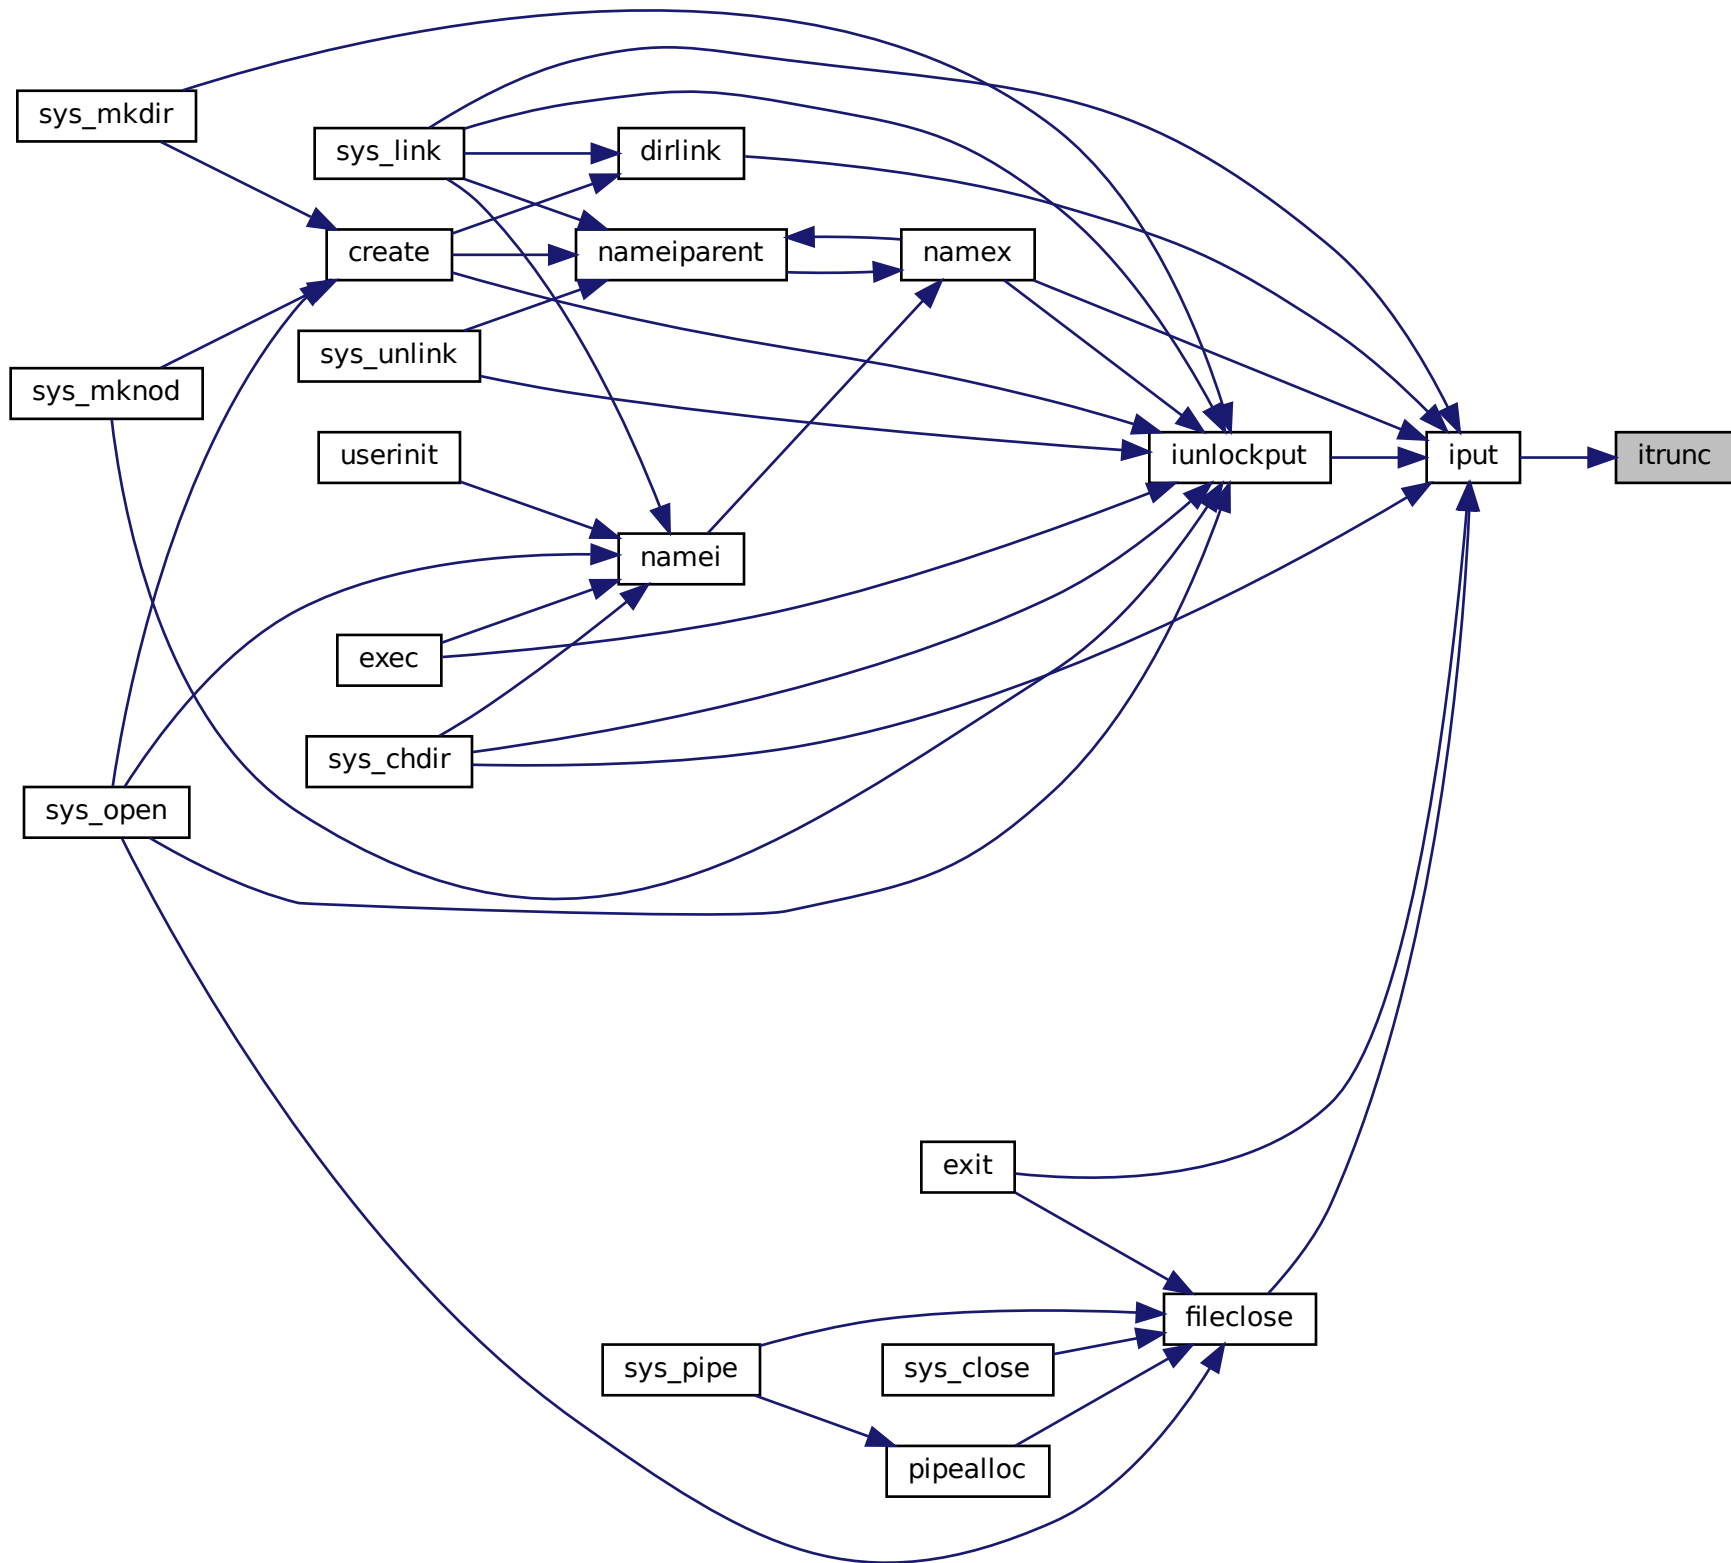 sys_mkdir
sys_link
dirlink
create
nameiparent
namex
sys_unlink
sys_mknod
userinit
iunlockput
iput
itrunc
namei
exec
sys_chdir
sys_open
exit
fileclose
sys_pipe
sys_close
pipealloc